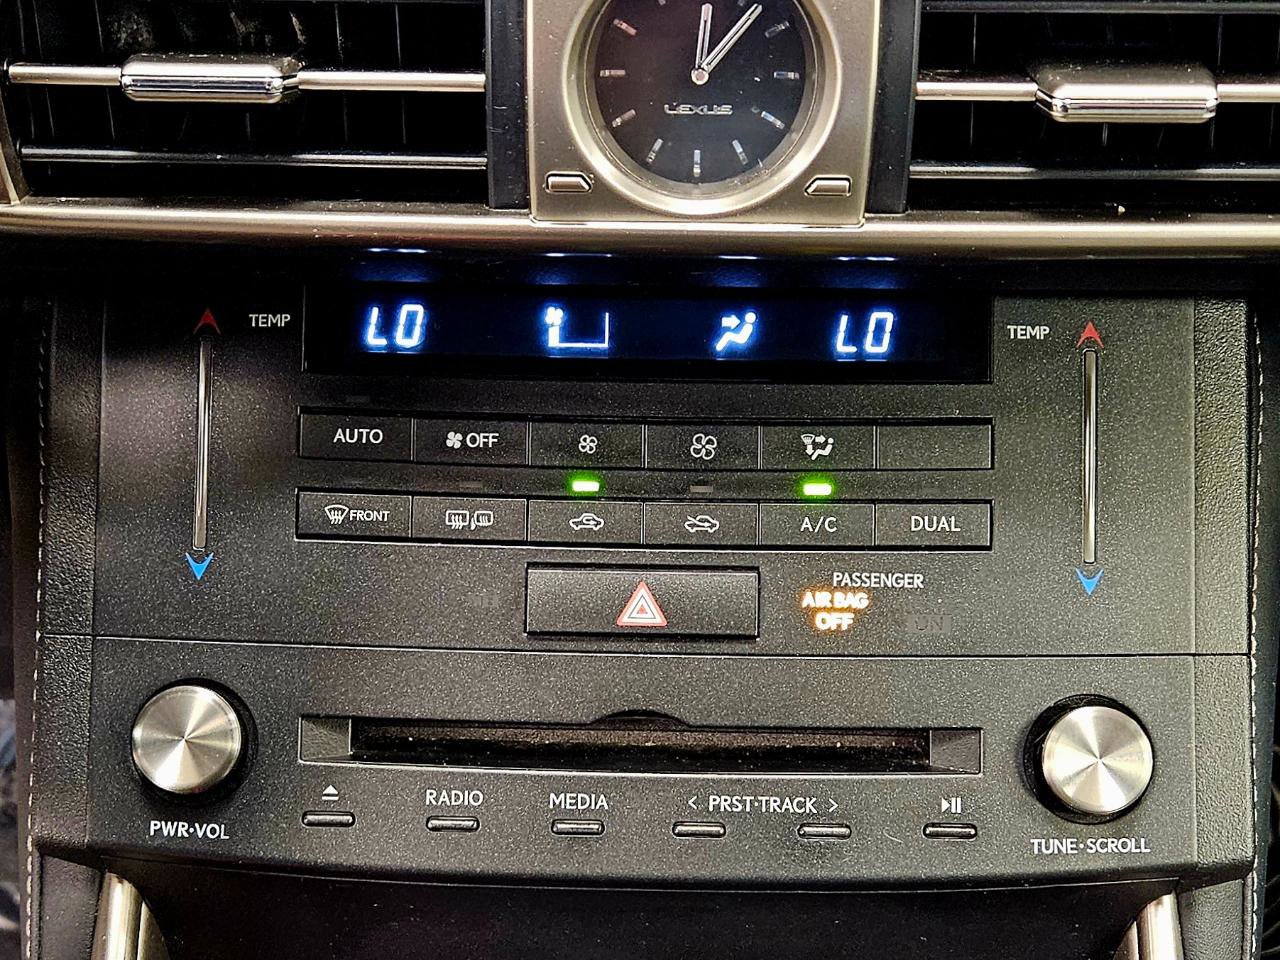 LEXUS
TEMP LO LO TEMP
AUTO OFF
FRONT A/C DUAL
PASSENGER
AIR BAG
OFF
RADIO MEDIA < PRST·TRACK >
PWR·VOL TUNE·SCROLL